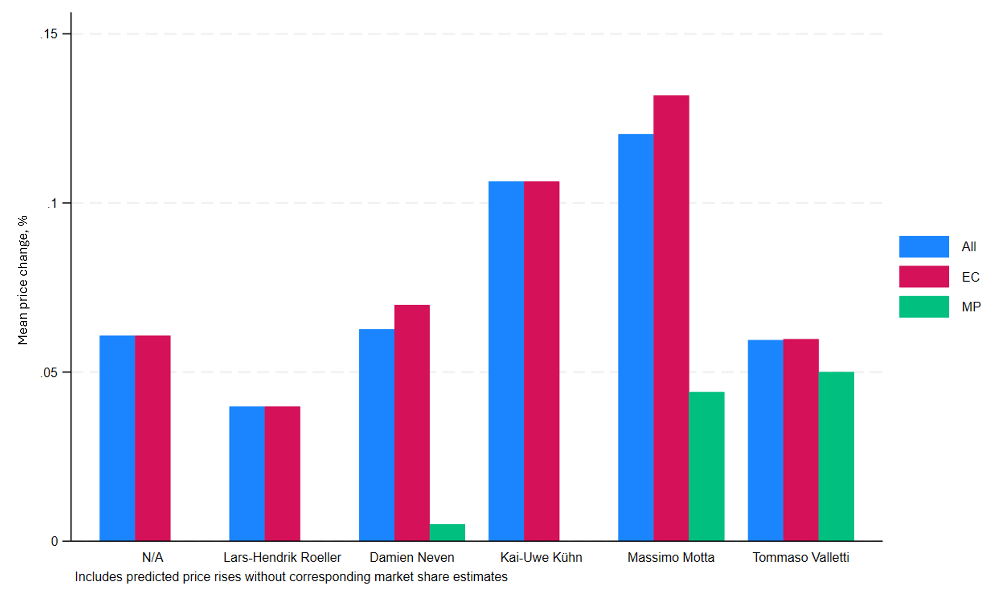 Mean price change, %
.15
.1
.05
0
N/A
Lars-Hendrik Roeller
Damien Neven
Kai-Uwe Kühn
Massimo Motta
Tommaso Valletti
Includes predicted price rises without corresponding market share estimates
All
EC
MP